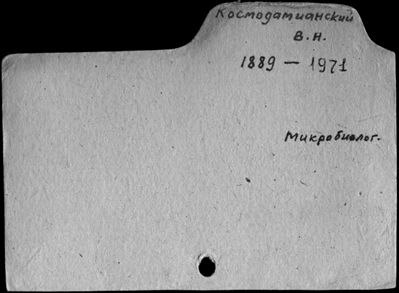 Космодамианский
В.Н.
1889 – 1971
Микробиолог.